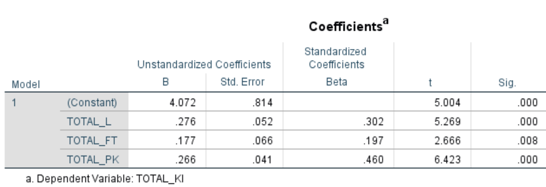 Coefficientsᵃ
Unstandardized Coefficients Standardized Coefficients
Model B Std. Error Beta t Sig.
1 (Constant) 4.072 .814 5.004 .000
TOTAL_L .276 .052 .302 5.269 .000
TOTAL_FT .177 .066 .197 2.666 .008
TOTAL_PK .266 .041 .460 6.423 .000
a. Dependent Variable: TOTAL_KI